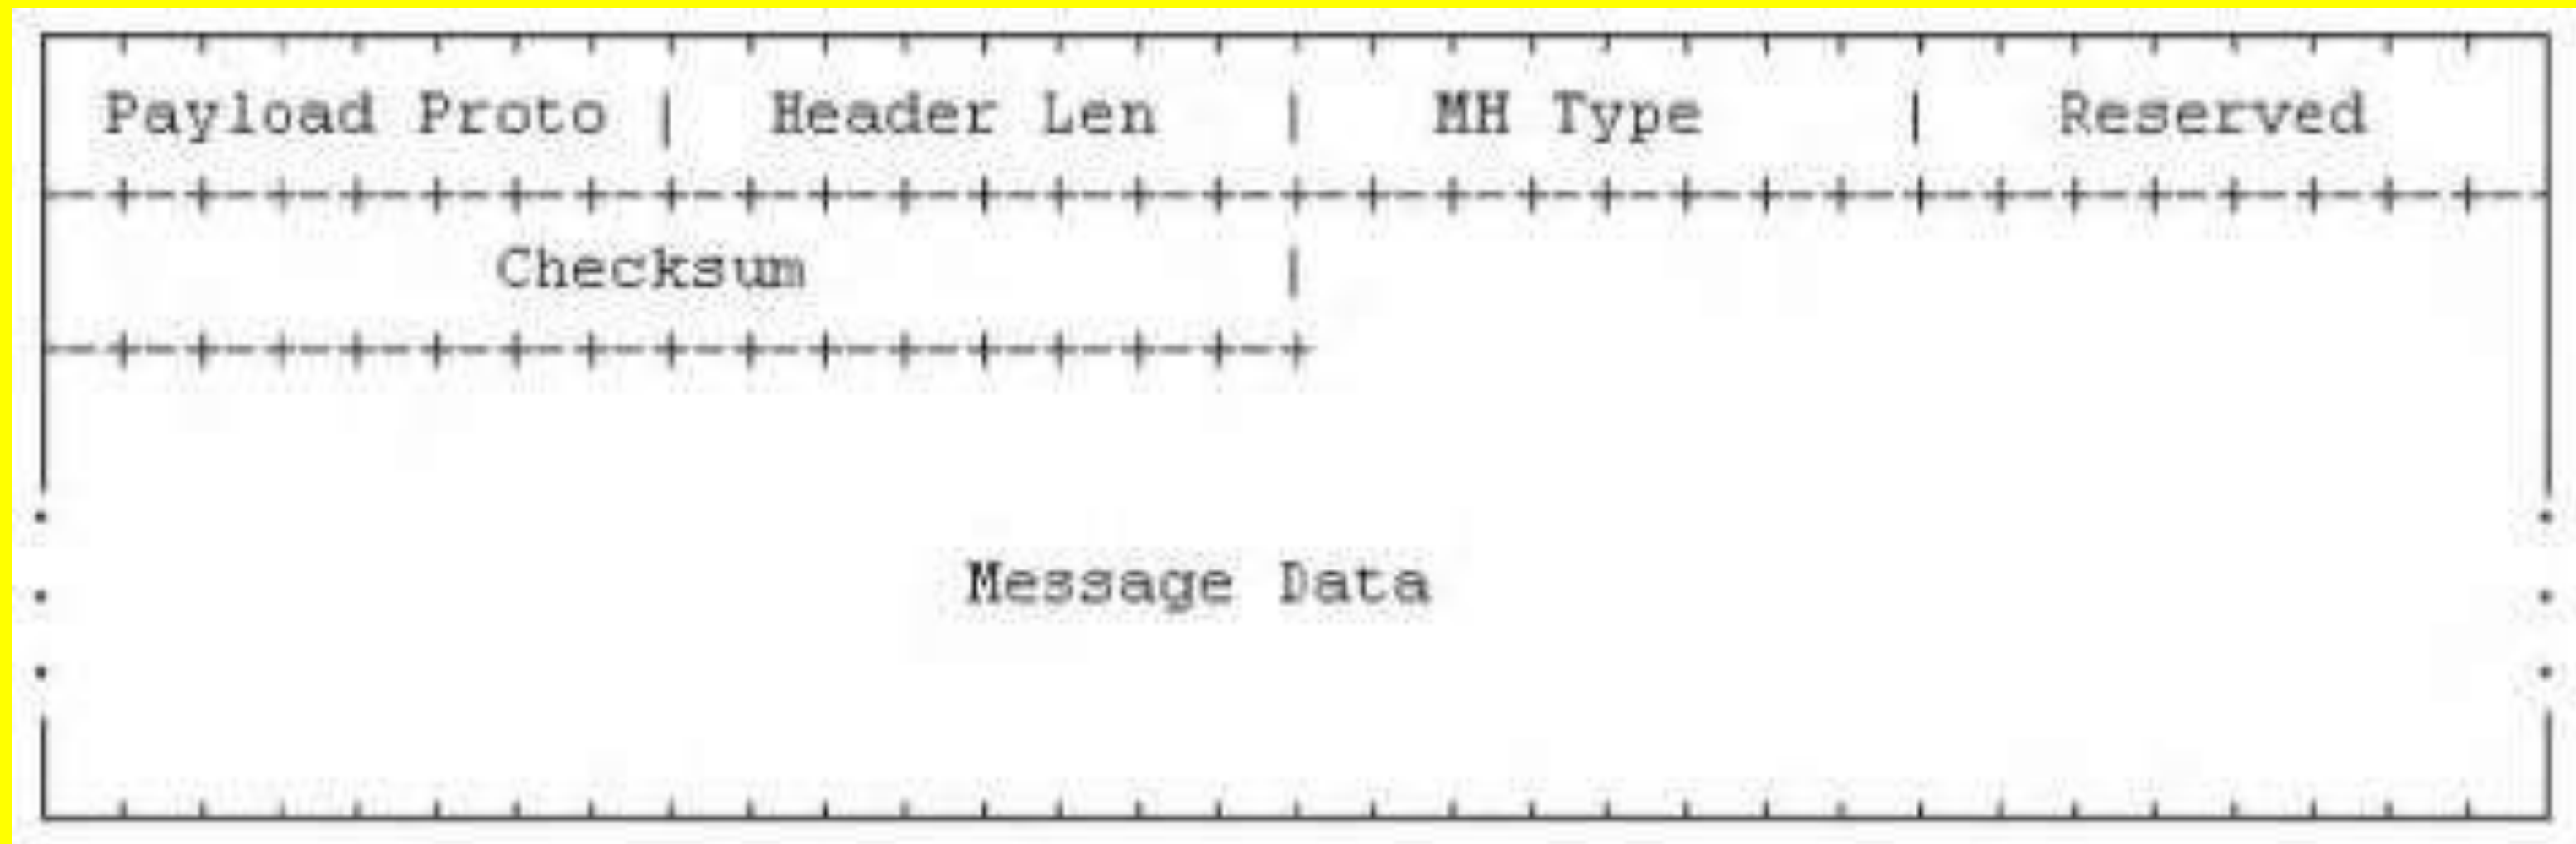 Payload Proto | Header Len | MH Type | Reserved
Checksum |
Message Data